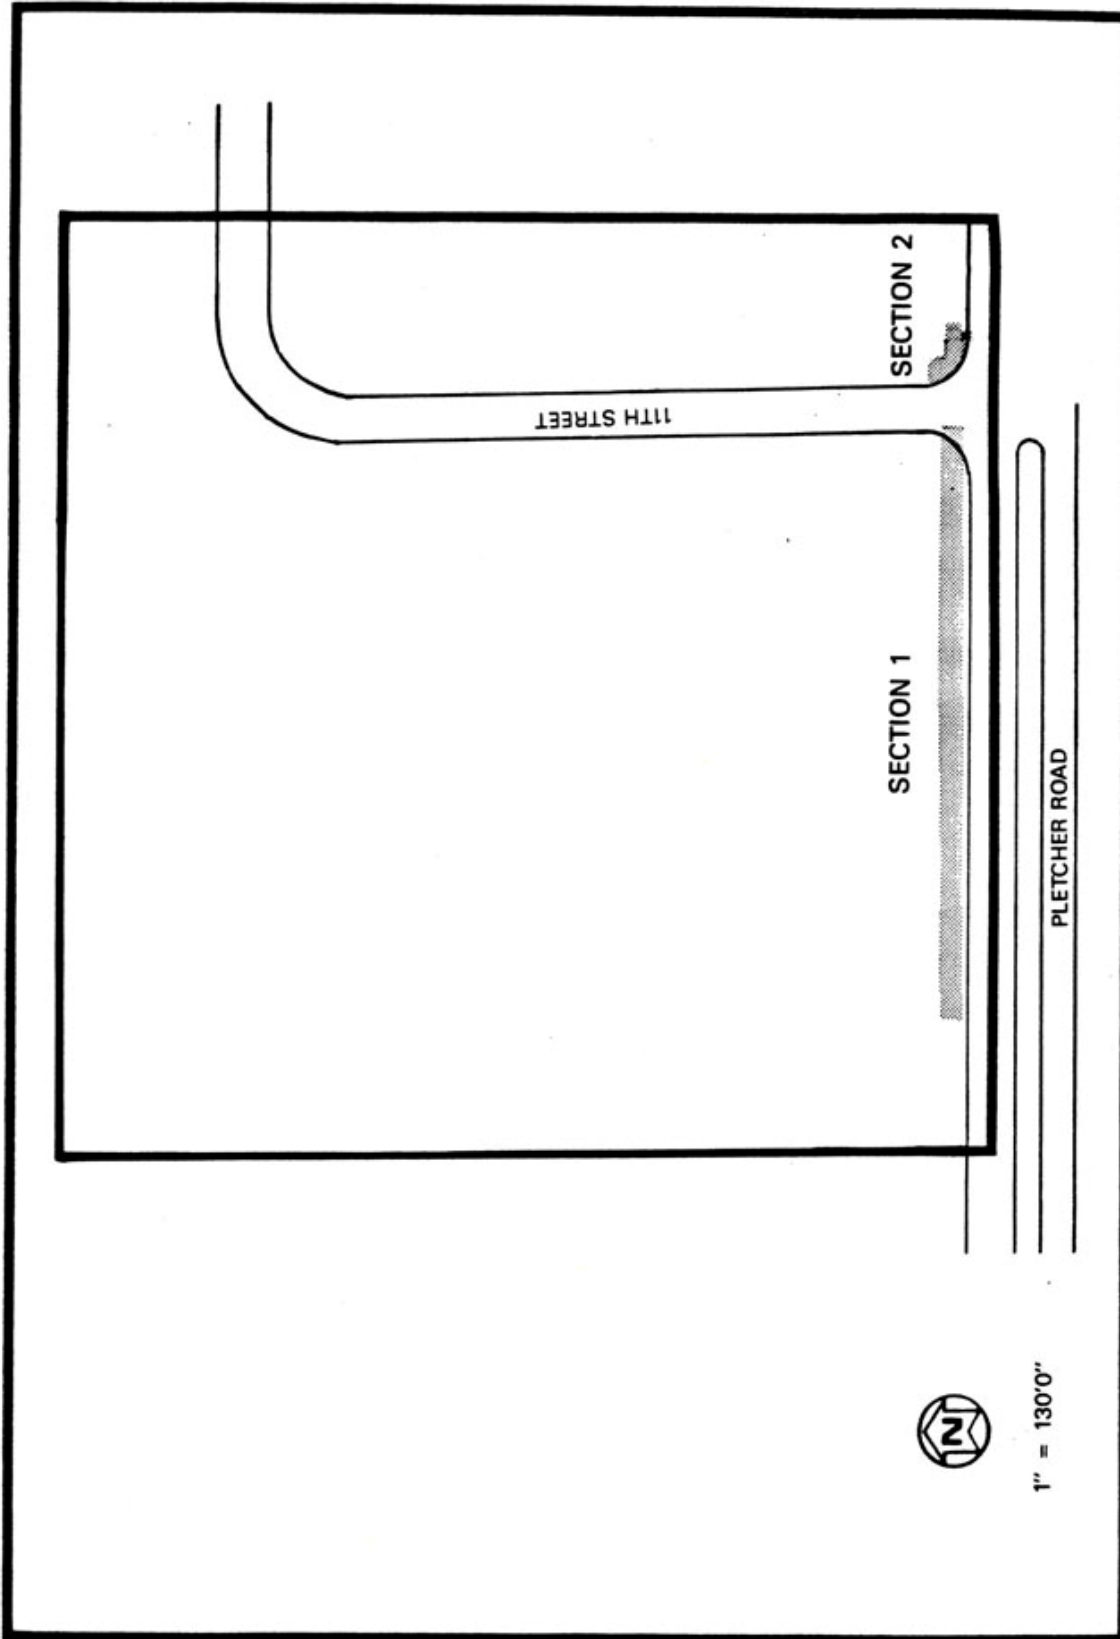 11TH STREET
SECTION 2
SECTION 1
PLETCHER ROAD
N
1" = 130'0"